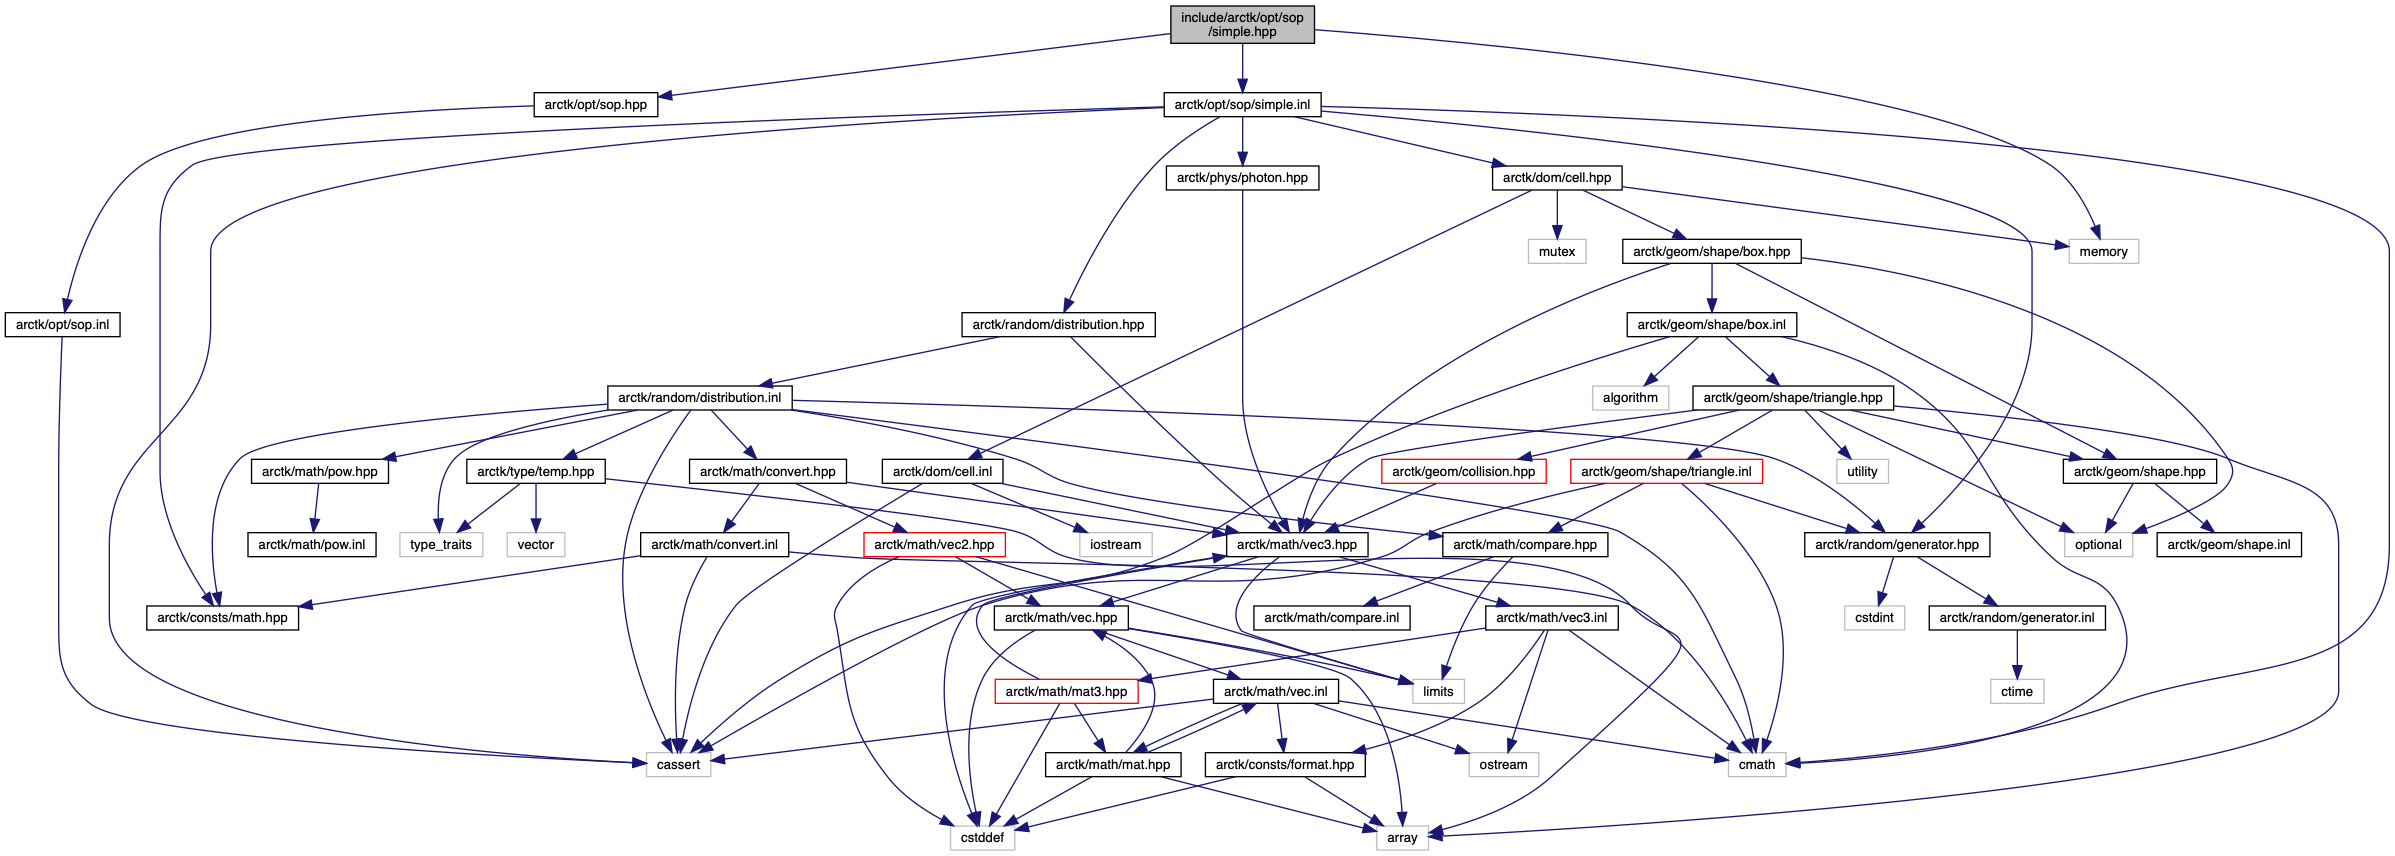 include/arctk/opt/sop
/simple.hpp
arctk/opt/sop.hpp
arctk/opt/sop/simple.inl
arctk/phys/photon.hpp
arctk/dom/cell.hpp
mutex
arctk/geom/shape/box.hpp
memory
arctk/opt/sop.inl
arctk/random/distribution.hpp
arctk/geom/shape/box.inl
arctk/random/distribution.inl
algorithm
arctk/geom/shape/triangle.hpp
arctk/math/pow.hpp
arctk/type/temp.hpp
arctk/math/convert.hpp
arctk/dom/cell.inl
arctk/geom/collision.hpp
arctk/geom/shape/triangle.inl
utility
arctk/geom/shape.hpp
arctk/math/pow.inl
type_traits
vector
arctk/math/convert.inl
arctk/math/vec2.hpp
iostream
arctk/math/vec3.hpp
arctk/math/compare.hpp
arctk/random/generator.hpp
optional
arctk/geom/shape.inl
arctk/consts/math.hpp
arctk/math/vec.hpp
arctk/math/compare.inl
arctk/math/vec3.inl
cstdint
arctk/random/generator.inl
arctk/math/mat3.hpp
arctk/math/vec.inl
limits
ctime
cassert
arctk/math/mat.hpp
arctk/consts/format.hpp
ostream
cmath
cstddef
array